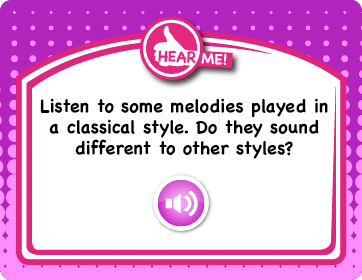 HEAR ME!
Listen to some melodies played in
a classical style. Do they sound
different to other styles?